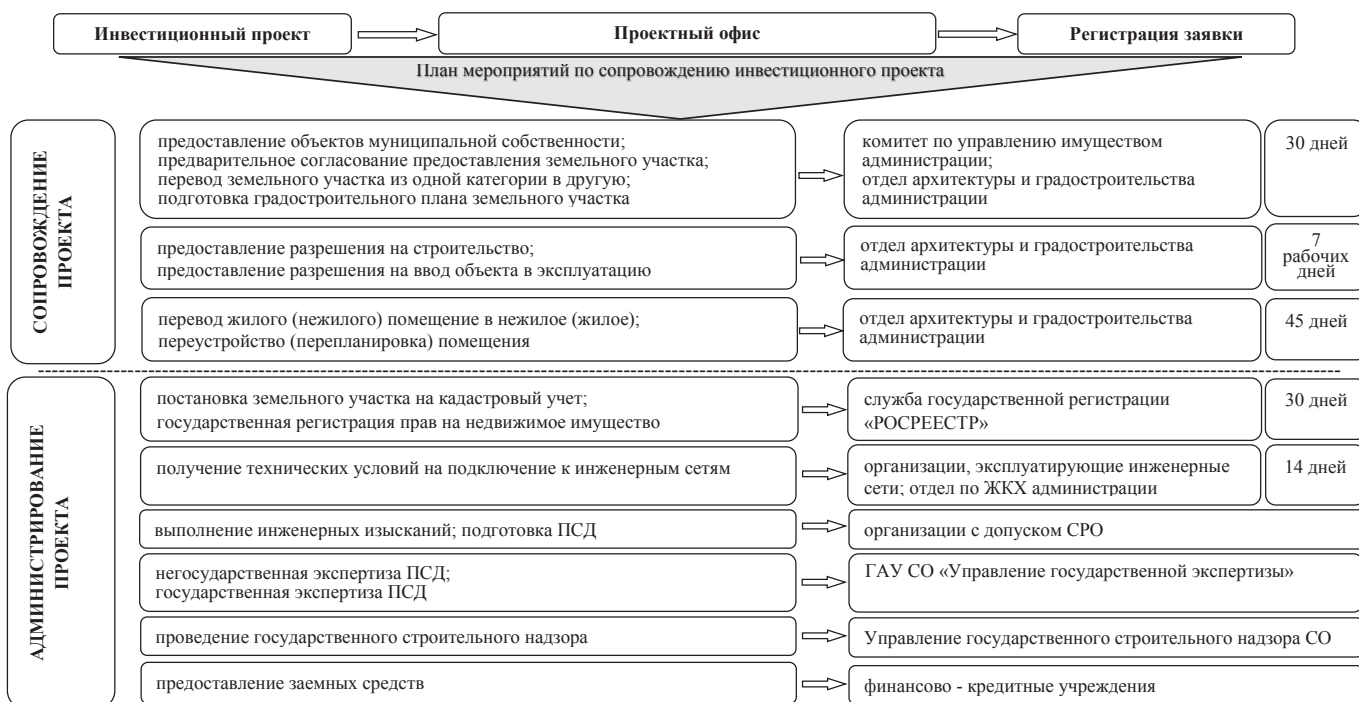 Инвестиционный проект
Проектный офис
Регистрация заявки
План мероприятий по сопровождению инвестиционного проекта
СОПРОВОЖДЕНИЕ
ПРОЕКТА
предоставление объектов муниципальной собственности;
предварительное согласование предоставления земельного участка;
перевод земельного участка из одной категории в другую;
подготовка градостроительного плана земельного участка
комитет по управлению имуществом
администрации;
отдел архитектуры и градостроительства
администрации
30 дней
предоставление разрешения на строительство;
предоставление разрешения на ввод объекта в эксплуатацию
отдел архитектуры и градостроительства
администрации
7
рабочих
дней
перевод жилого (нежилого) помещение в нежилое (жилое);
переустройство (перепланировка) помещения
отдел архитектуры и градостроительства
администрации
45 дней
АДМИНИСТРИРОВАНИЕ
ПРОЕКТА
постановка земельного участка на кадастровый учет;
государственная регистрация прав на недвижимое имущество
служба государственной регистрации
«РОСРЕЕСТР»
30 дней
получение технических условий на подключение к инженерным сетям
организации, эксплуатирующие инженерные
сети; отдел по ЖКХ администрации
14 дней
выполнение инженерных изысканий; подготовка ПСД
организации с допуском СРО
негосударственная экспертиза ПСД;
государственная экспертиза ПСД
ГАУ СО «Управление государственной экспертизы»
проведение государственного строительного надзора
Управление государственного строительного надзора СО
предоставление заемных средств
финансово - кредитные учреждения